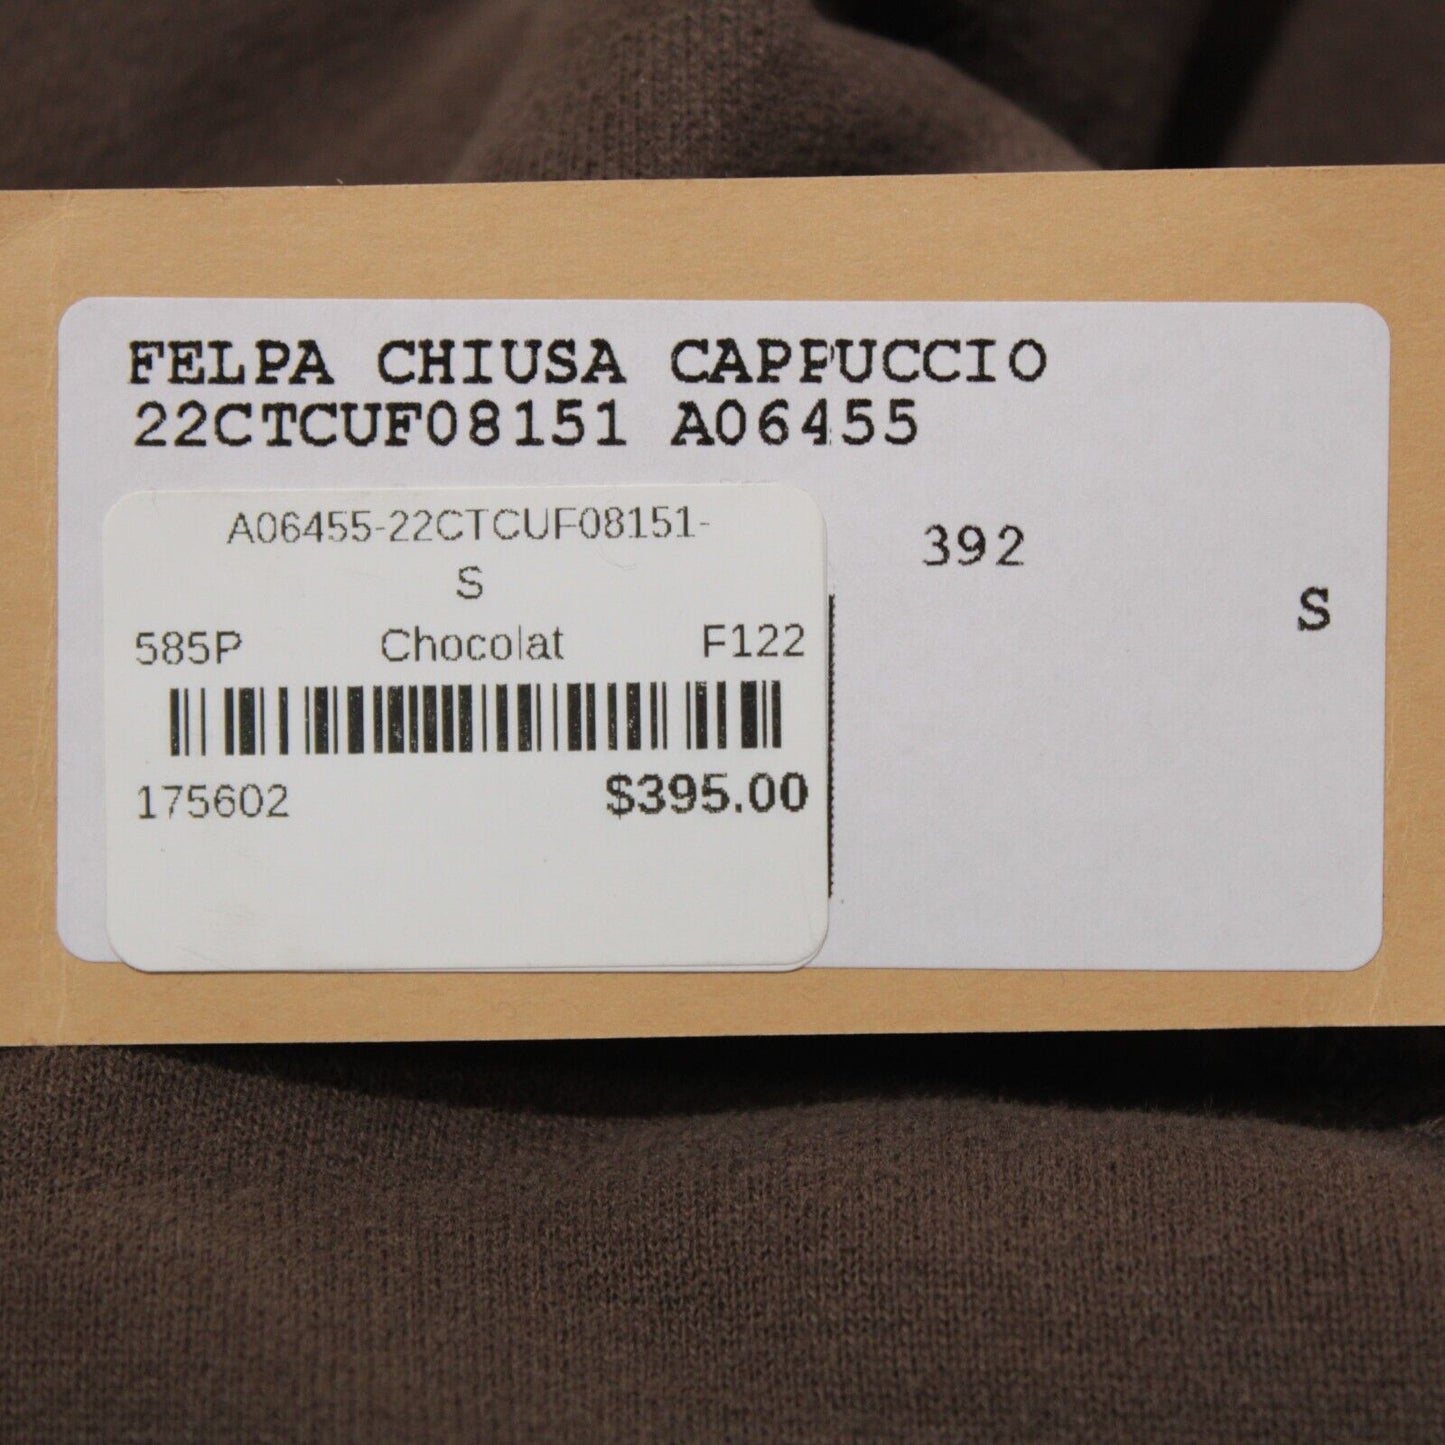 FELPA CHIUSA CAPPUCCIO
22CTCUF08151 A06455
A06455-22CTCUF08151-
S
392
S
585P Chocolat F122
175602 $395.00